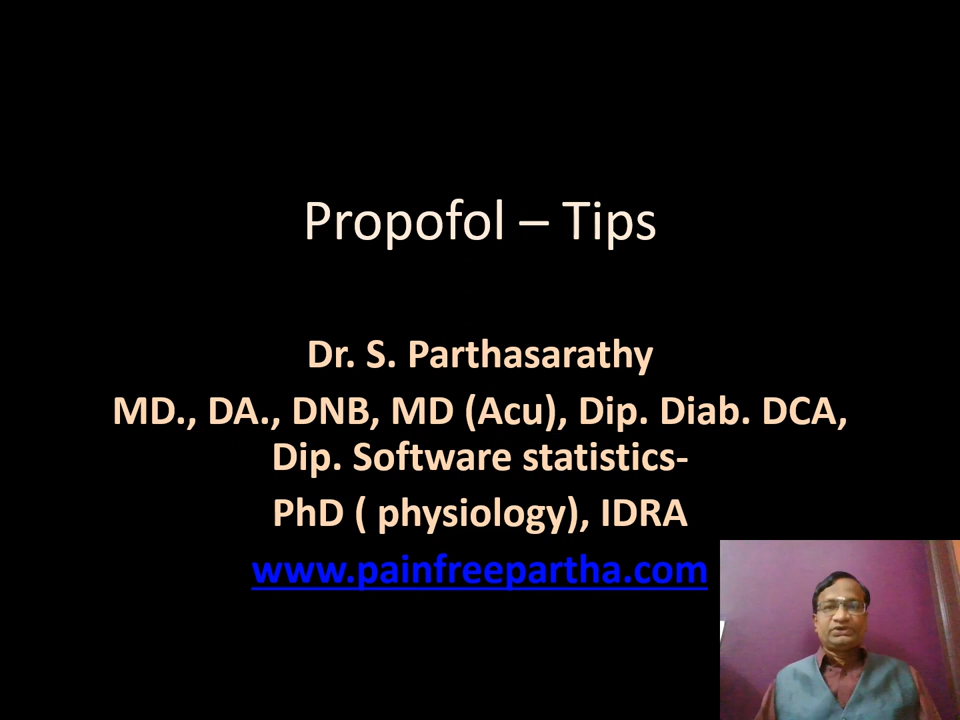 Propofol – Tips
Dr. S. Parthasarathy
MD., DA., DNB, MD (Acu), Dip. Diab. DCA,
Dip. Software statistics-
PhD ( physiology), IDRA
www.painfreepartha.com